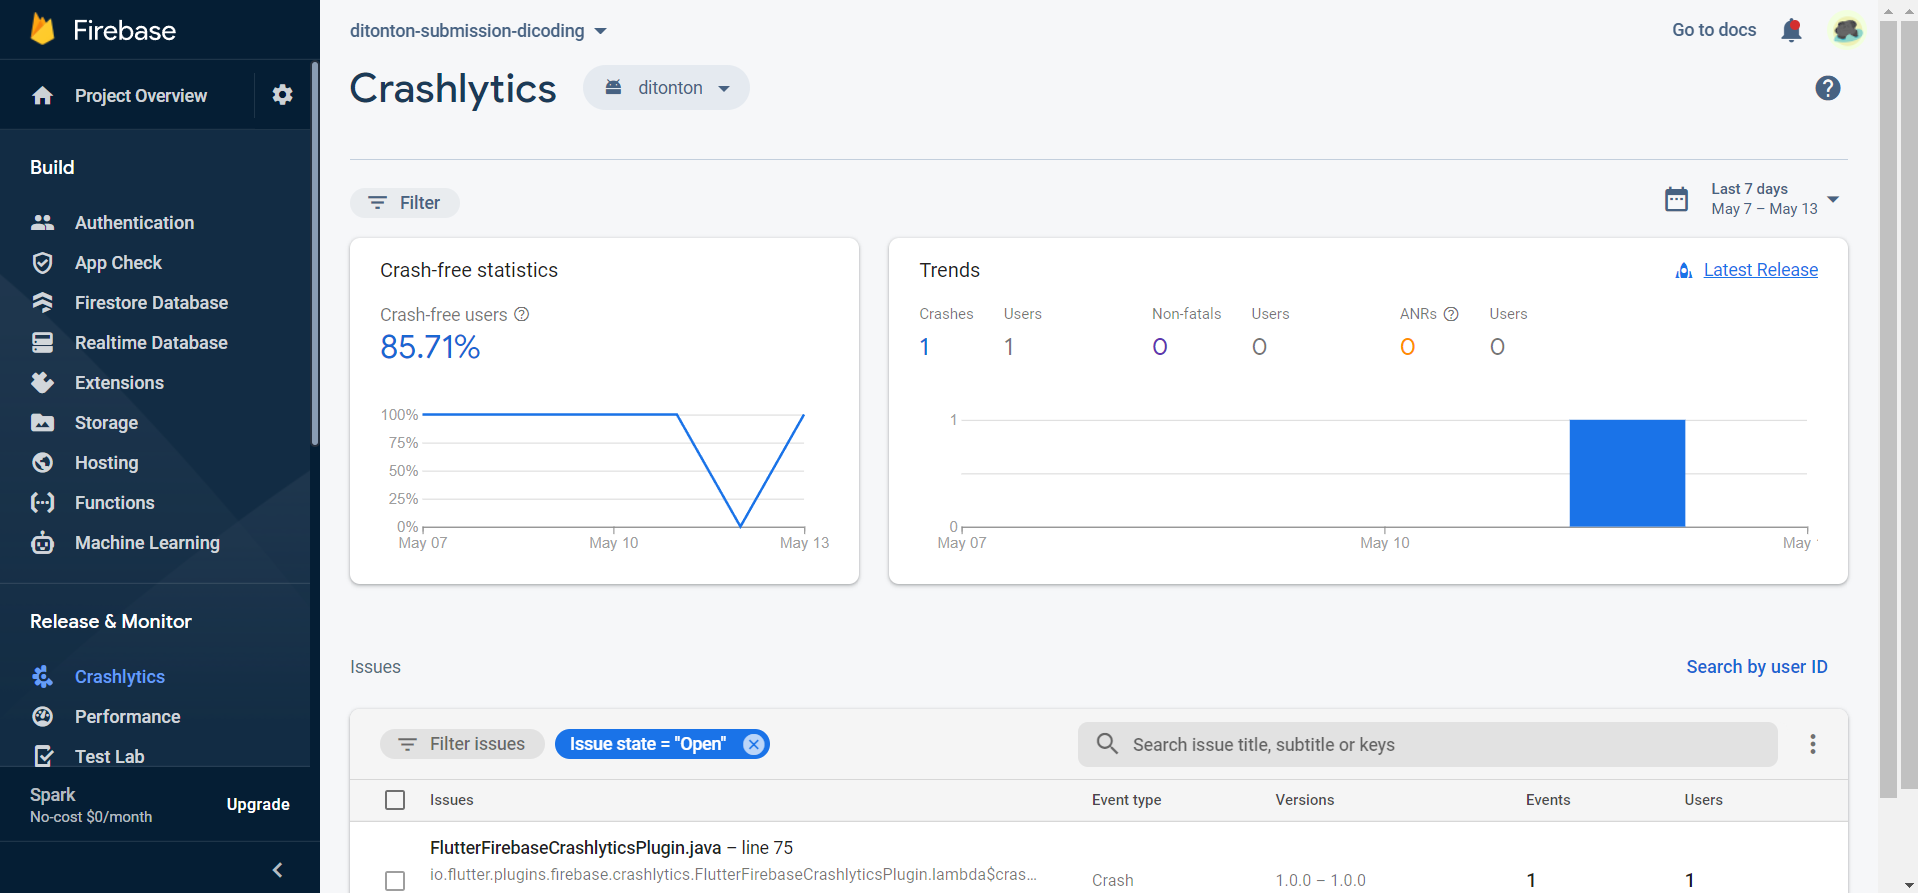 Firebase
Project Overview
Build
Authentication
App Check
Firestore Database
Realtime Database
Extensions
Storage
Hosting
Functions
Machine Learning
Release & Monitor
Crashlytics
Performance
Test Lab
Spark
No-cost $0/month
Upgrade
ditonton-submission-dicoding
Go to docs
Crashlytics
ditonton
Filter
Last 7 days
May 7 – May 13
Crash-free statistics
Crash-free users
85.71%
100%
75%
50%
25%
0%
May 07 May 10 May 13
Trends
Latest Release
Crashes Users Non-fatals Users ANRs Users
1 1 0 0 0 0
1
0
May 07 May 10 May
Issues
Search by user ID
Filter issues
Issue state = "Open"
Search issue title, subtitle or keys
Issues Event type Versions Events Users
FlutterFirebaseCrashlyticsPlugin.java – line 75
io.flutter.plugins.firebase.crashlytics.FlutterFirebaseCrashlyticsPlugin.lambda$cras...
Crash 1.0.0 – 1.0.0 1 1